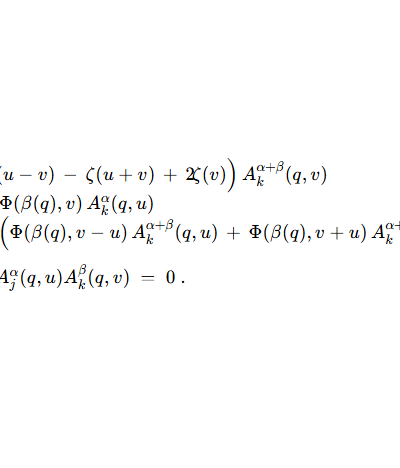 (u − v) − ζ(u + v) + 2ζ(v)) A_k^{α+β}(q, v)
Φ(β(q), v) A_k^α(q, u)
(Φ(β(q), v − u) A_k^{α+β}(q, u) + Φ(β(q), v + u) A_k^{α+
A_j^α(q, u)A_k^β(q, v) = 0 .